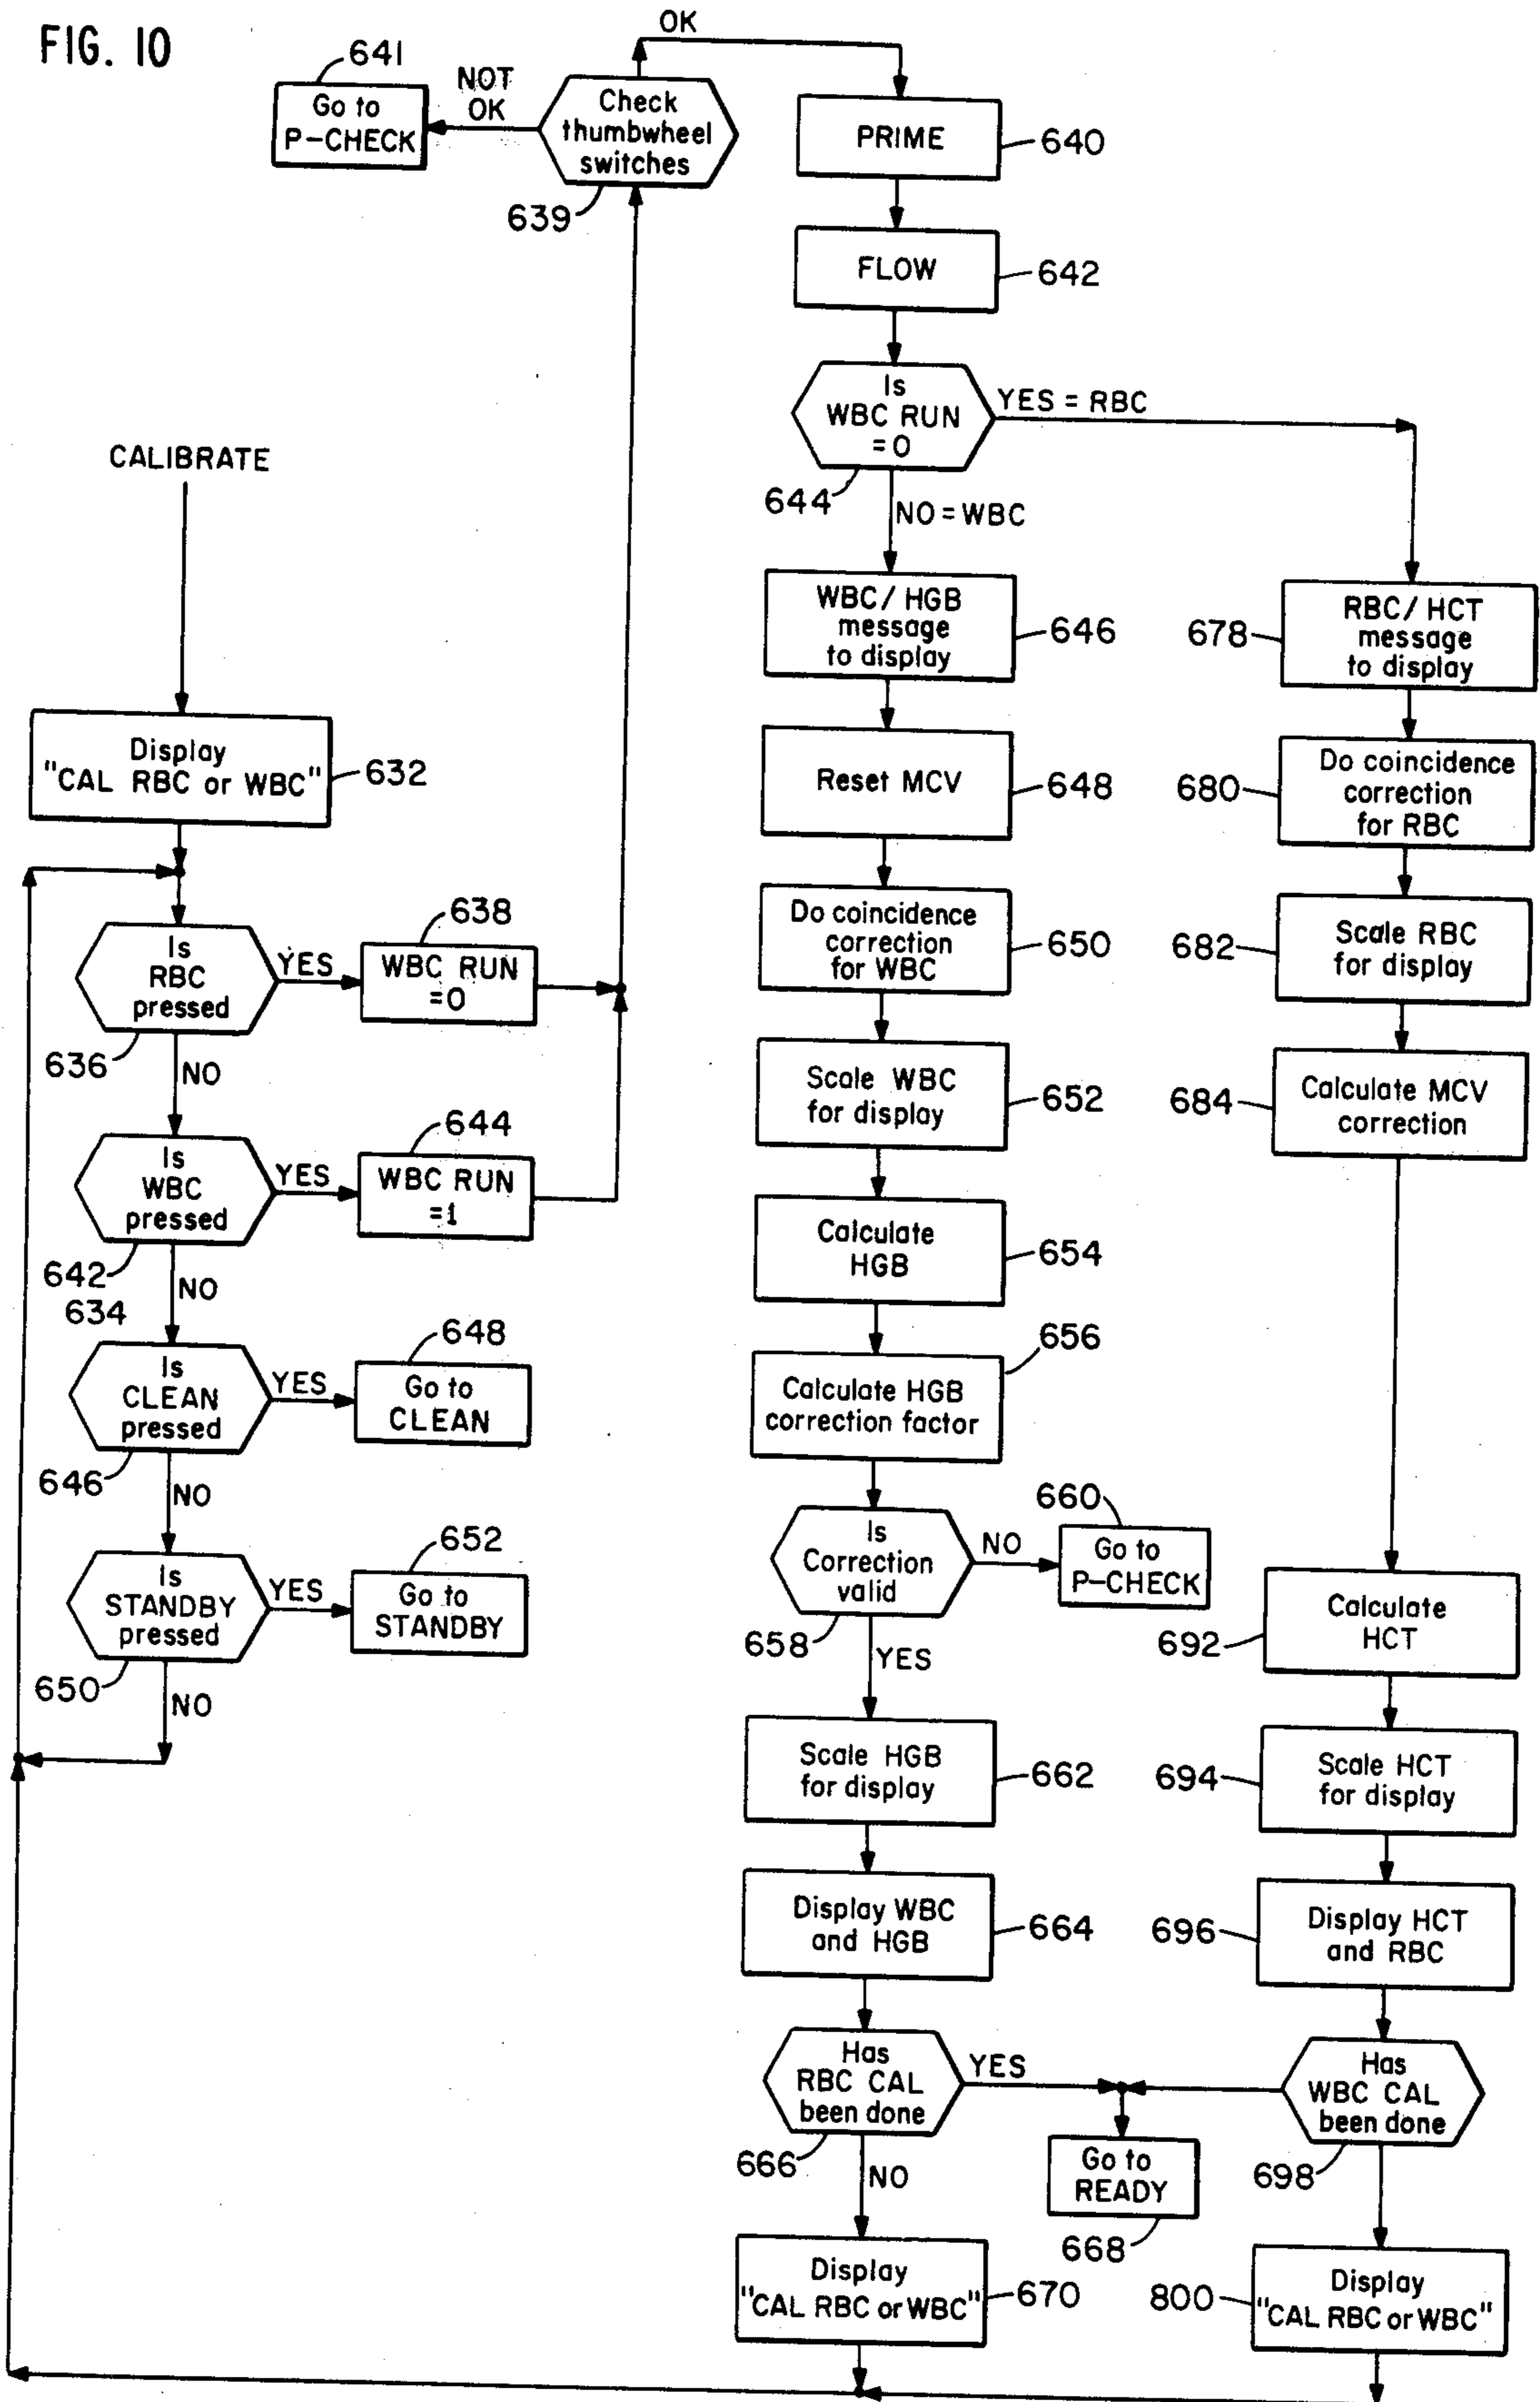 FIG. 10
OK
641
NOT
OK
Go to
P-CHECK
Check
thumbwheel
switches
639
PRIME
640
FLOW
642
Is
WBC RUN
=0
YES = RBC
644
NO = WBC
CALIBRATE
Display
"CAL RBC or WBC"
632
Is
RBC
pressed
YES
638
WBC RUN
=0
636
NO
Is
WBC
pressed
YES
644
WBC RUN
=1
642
NO
634
Is
CLEAN
pressed
YES
648
Go to
CLEAN
646
NO
Is
STANDBY
pressed
YES
652
Go to
STANDBY
650
NO
WBC/ HGB
message
to display
646
Reset MCV
648
Do coincidence
correction
for WBC
650
Scale WBC
for display
652
Calculate
HGB
654
656
Calculate HGB
correction factor
Is
Correction
valid
NO
660
Go to
P-CHECK
658
YES
Scale HGB
for display
662
Display WBC
and HGB
664
Has
RBC CAL
been done
YES
666
NO
Go to
READY
668
Display
"CAL RBC or WBC"
670
678
RBC/ HCT
message
to display
680
Do coincidence
correction
for RBC
682
Scale RBC
for display
684
Calculate MCV
correction
692
Calculate
HCT
694
Scale HCT
for display
696
Display HCT
and RBC
Has
WBC CAL
been done
698
800
Display
"CAL RBC or WBC"